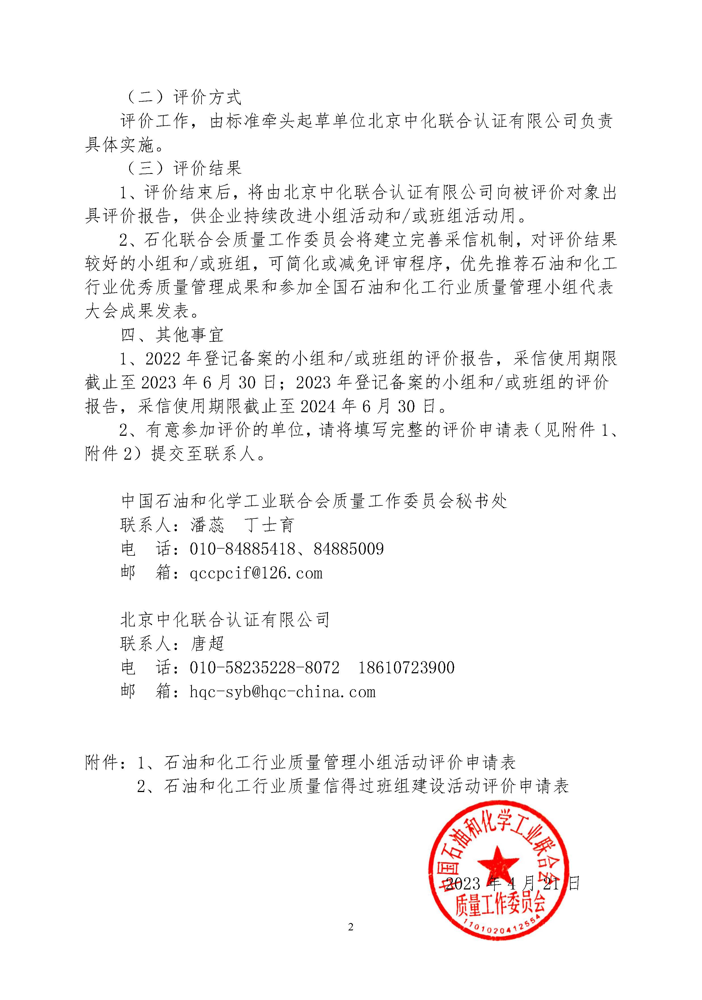 （二）评价方式
评价工作，由标准牵头起草单位北京中化联合认证有限公司负责
具体实施。
（三）评价结果
1、评价结束后，将由北京中化联合认证有限公司向被评价对象出
具评价报告，供企业持续改进小组活动和/或班组活动用。
2、石化联合会质量工作委员会将建立完善采信机制，对评价结果
较好的小组和/或班组，可简化或减免评审程序，优先推荐石油和化工
行业优秀质量管理成果和参加全国石油和化工行业质量管理小组代表
大会成果发表。
四、其他事宜
1、2022 年登记备案的小组和/或班组的评价报告，采信使用期限
截止至 2023 年 6 月 30 日；2023 年登记备案的小组和/或班组的评价
报告，采信使用期限截止至 2024 年 6 月 30 日。
2、有意参加评价的单位，请将填写完整的评价申请表（见附件 1、
附件 2）提交至联系人。
中国石油和化学工业联合会质量工作委员会秘书处
联系人：潘蕊　丁士育
电　话：010-84885418、84885009
邮　箱：qccpcif@126.com
北京中化联合认证有限公司
联系人：唐超
电　话：010-58235228-8072　18610723900
邮　箱：hqc-syb@hqc-china.com
附件：1、石油和化工行业质量管理小组活动评价申请表
2、石油和化工行业质量信得过班组建设活动评价申请表
中国石油和化学工业联合会
2023 年 4 月 21 日
质量工作委员会
1101020412554
2